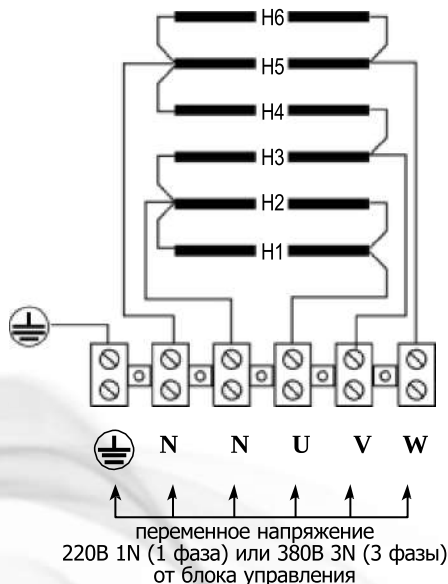 H6
H5
H4
H3
H2
H1
N N U V W
переменное напряжение
220В 1N (1 фаза) или 380В 3N (3 фазы)
от блока управления